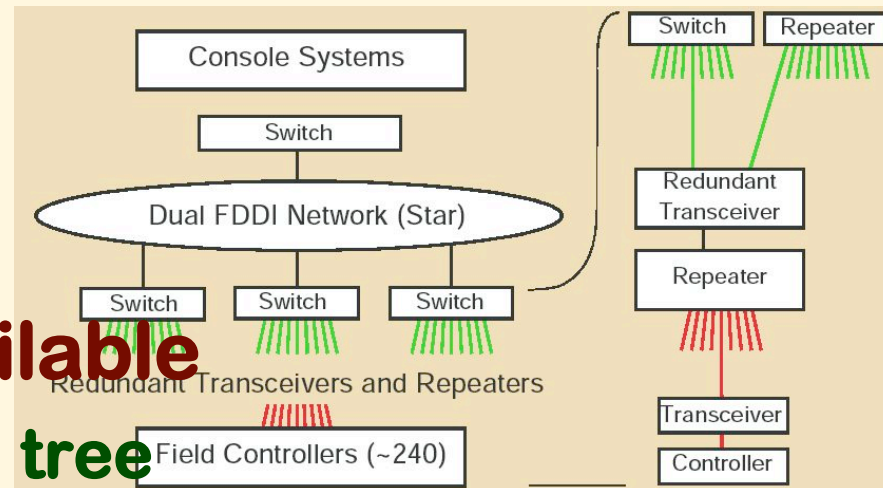 Console Systems
Switch
Dual FDDI Network (Star)
Switch Switch Switch
ilable
Redundant Transceivers and Repeaters
tree
Field Controllers (~240)
Switch Repeater
Redundant
Transceiver
Repeater
Transceiver
Controller